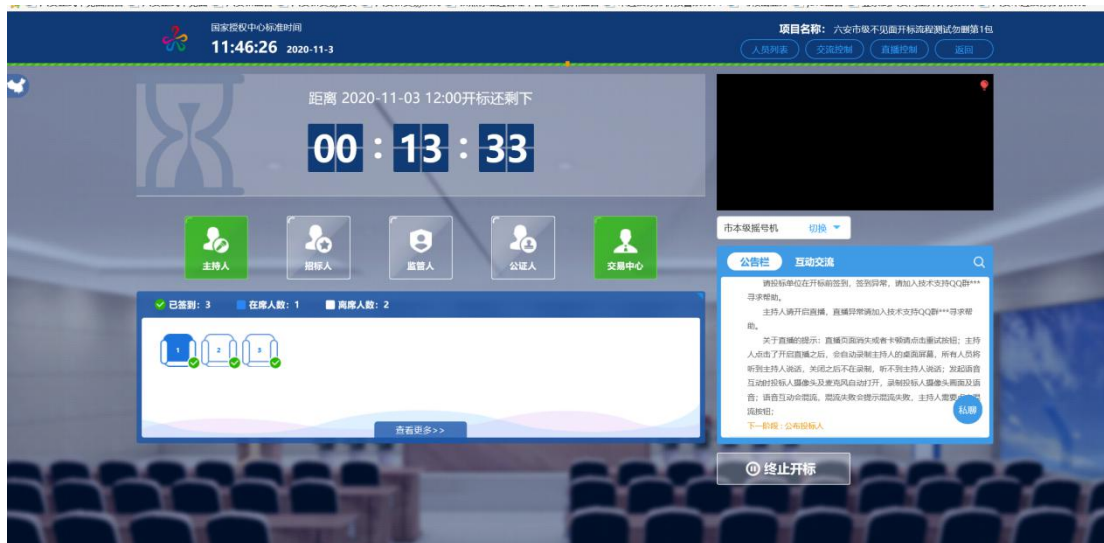 国家授权中心标准时间
11:46:26 2020-11-3
项目名称：六安市级不见面开标流程测试勿删第1包
人员列表 交流控制 直播控制 返回
距离 2020-11-03 12:00开标还剩下
00 : 13 : 33
主持人 招标人 监管人 公证人 交易中心
市本级摇号机 切换
公告栏 互动交流
已签到：3 在席人数：1 离席人数：2
1 2 3
查看更多>>
请投标单位在开标前签到，签到异常，请加入技术支持QQ群***
寻求帮助。
主持人请开启直播，直播异常请加入技术支持QQ群***寻求帮
助。
关于直播的提示：直播页面消失或者卡顿请点击重试按钮；主持
人点击了开启直播之后，会自动录制主持人的桌面屏幕，所有人员将
听到主持人说话，关闭之后不在录制，听不到主持人说话；发起语音
互动时投标人摄像头及麦克风自动打开，录制投标人摄像头画面及语
音；语音互动会混流，混流失败会提示混流失败，主持人需要
流按钮；
下一阶段：公布投标人
私聊
终止开标